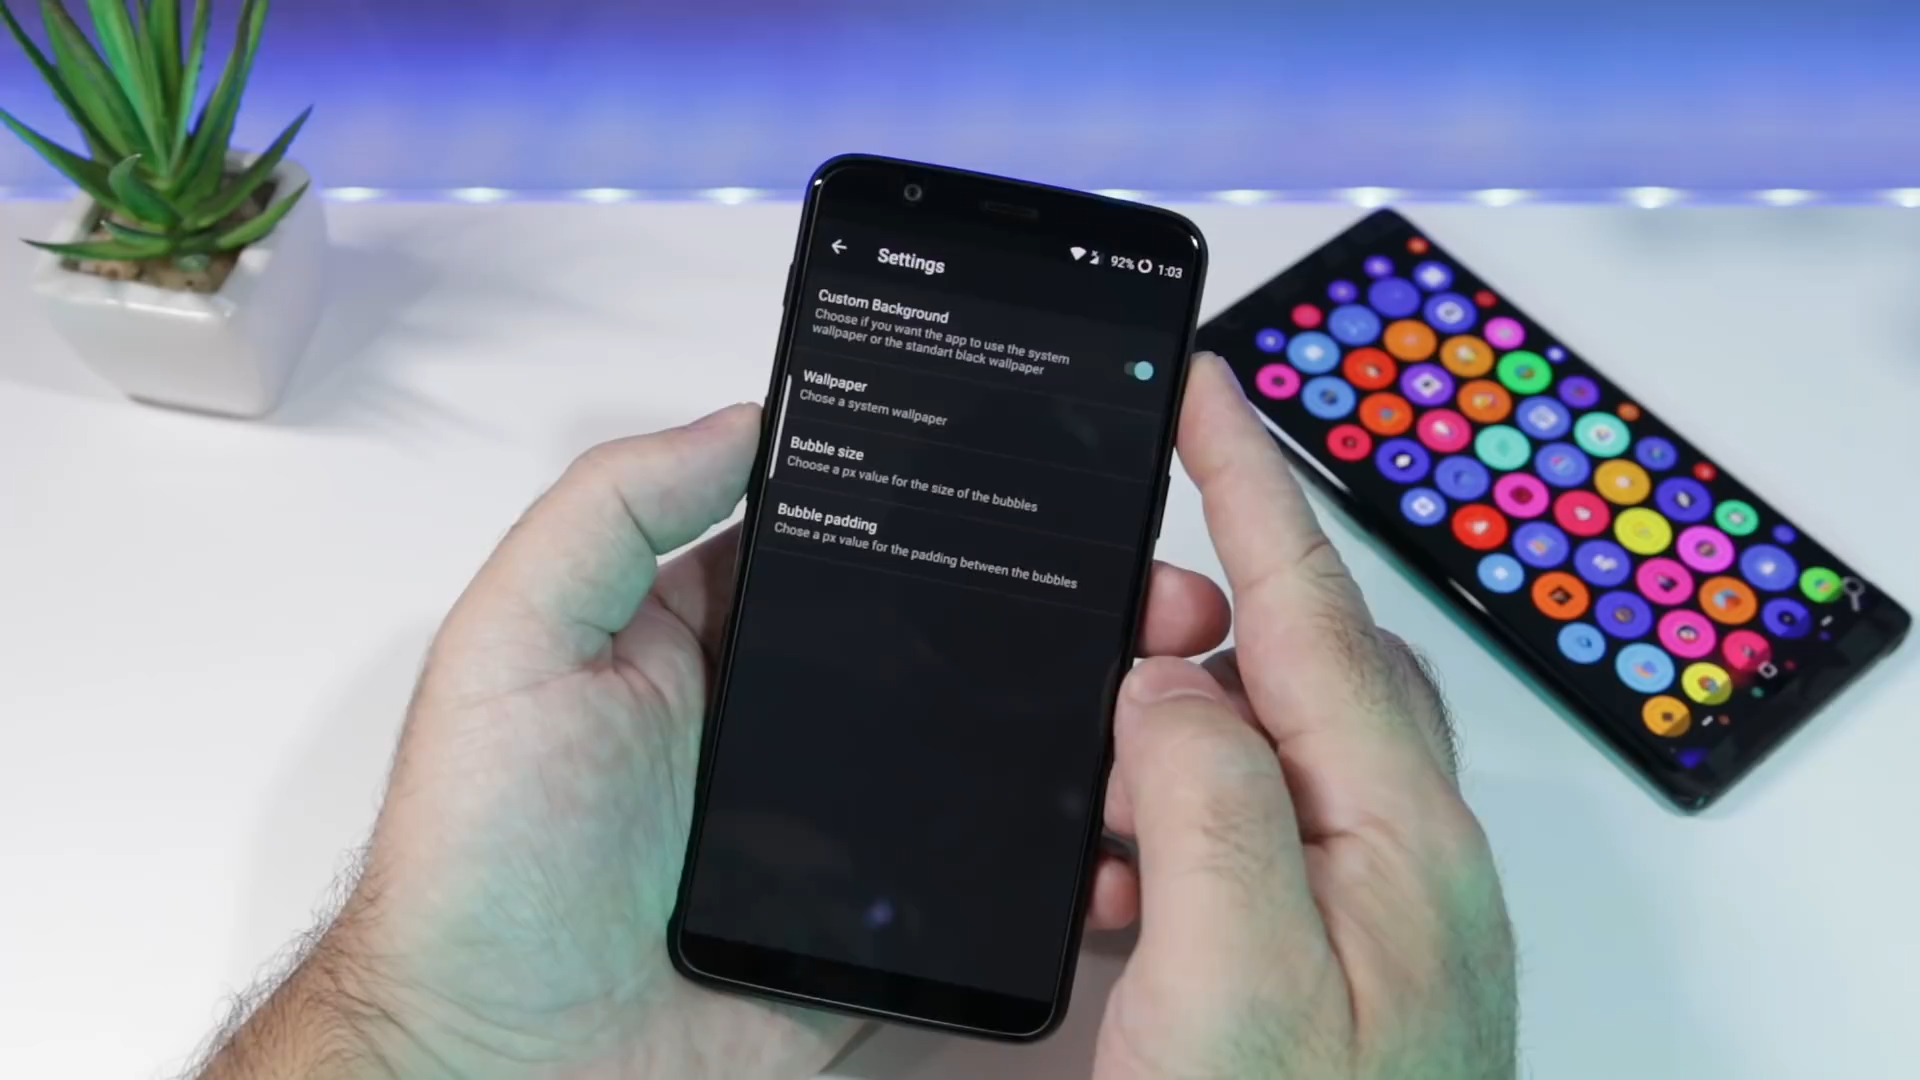 Settings
92% 1:03
Custom Background
Choose if you want the app to use the system
wallpaper or the standart black wallpaper
Wallpaper
Chose a system wallpaper
Bubble size
Choose a px value for the size of the bubbles
Bubble padding
Chose a px value for the padding between the bubbles